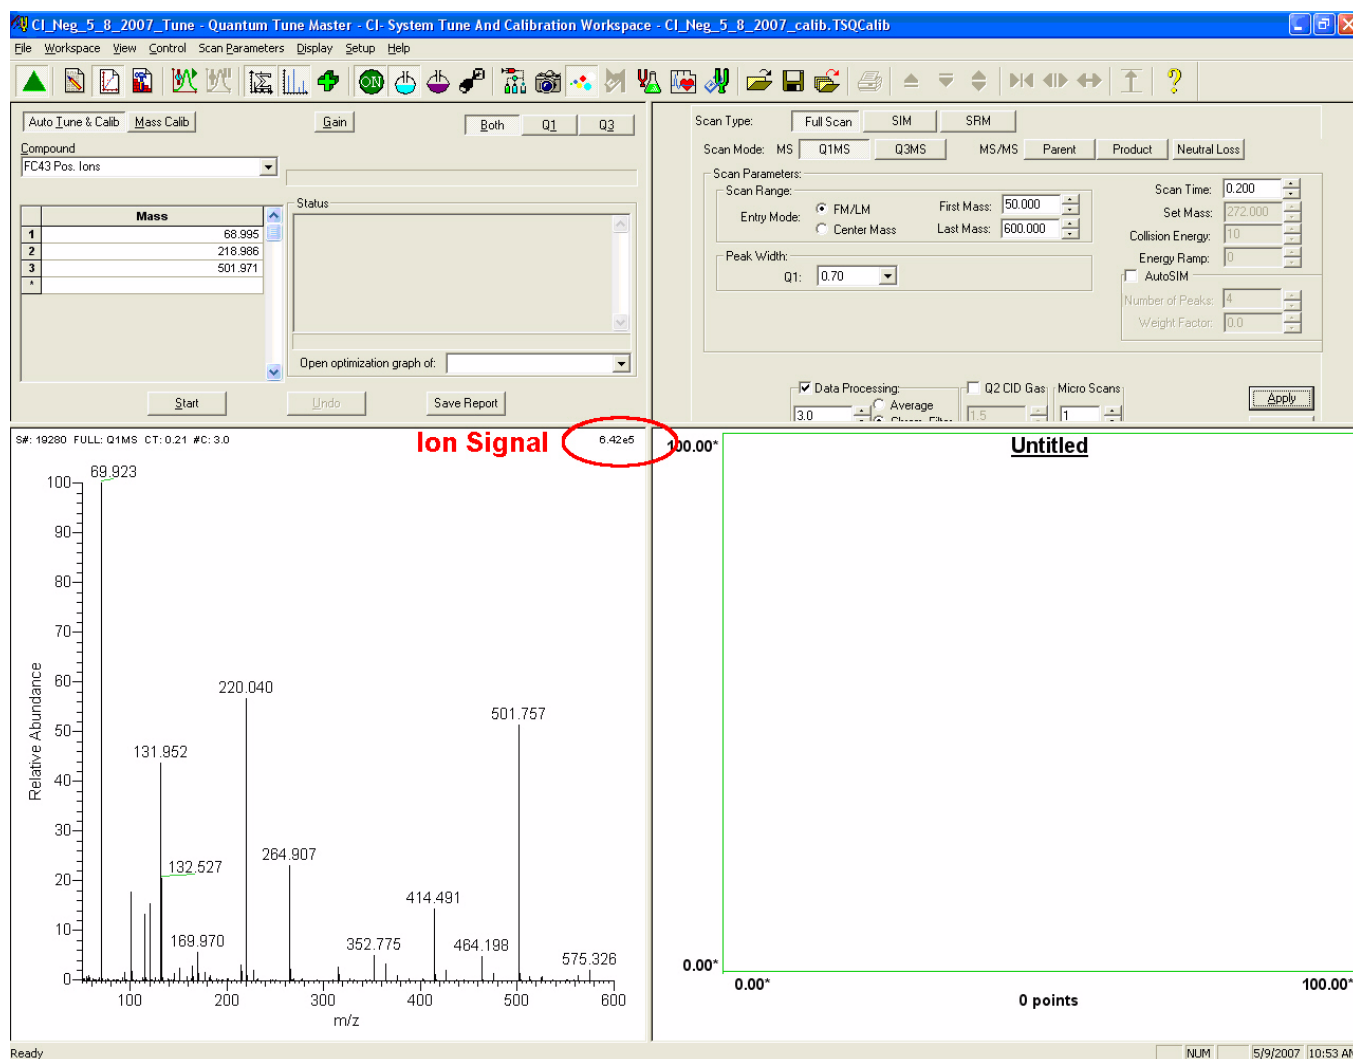 CI_Neg_5_8_2007_Tune - Quantum Tune Master - CI- System Tune And Calibration Workspace - CI_Neg_5_8_2007_calib.TSQCalib
File Workspace View Control Scan Parameters Display Setup Help
ON
Auto Tune & Calib Mass Calib Gain Both Q1 Q3
Compound
FC43 Pos. Ions
Mass
1 68.995
2 218.986
3 501.971
*
Status
Open optimization graph of:
Start Undo Save Report
Scan Type: Full Scan SIM SRM
Scan Mode: MS Q1MS Q3MS MS/MS Parent Product Neutral Loss
Scan Parameters:
Scan Range:
Entry Mode: FM/LM Center Mass
First Mass: 50.000
Last Mass: 600.000
Peak Width:
Q1: 0.70
Scan Time: 0.200
Set Mass: 272.000
Collision Energy: 10
Energy Ramp: 0
AutoSIM
Number of Peaks: 4
Weight Factor: 0.0
Data Processing: Q2 CID Gas Micro Scans
3.0 Average 1.5 1
Apply
S#: 19280 FULL: Q1MS CT: 0.21 #C: 3.0
Ion Signal 6.42e5
69.923
220.040
501.757
131.952
264.907
132.527
414.491
169.970
352.775
464.198
575.326
100
90
80
70
60
50
40
30
20
10
0
Relative Abundance
100 200 300 400 500 600
m/z
100.00*
Untitled
0.00*
0.00* 100.00*
0 points
Ready NUM 5/9/2007 10:53 AM